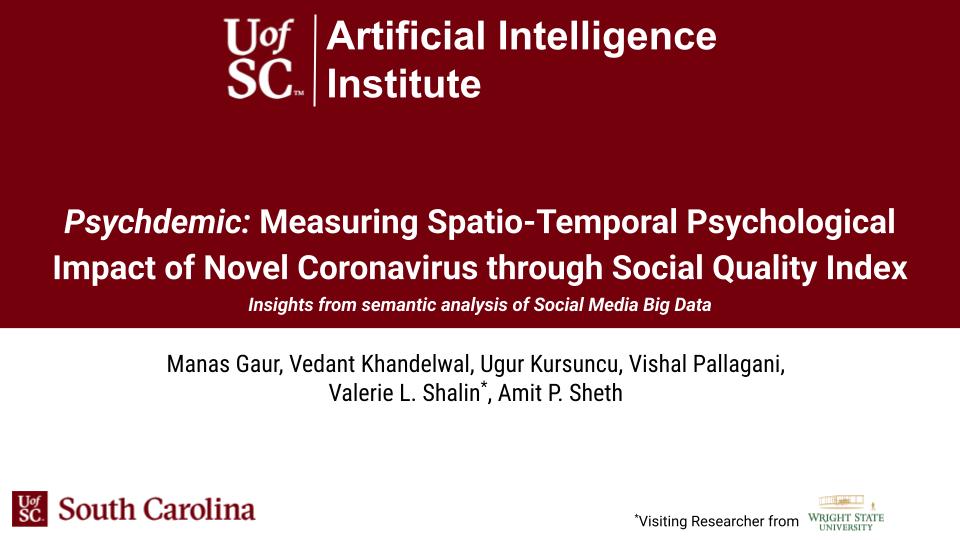 UofSC™
Artificial Intelligence
Institute
Psychdemic: Measuring Spatio-Temporal Psychological
Impact of Novel Coronavirus through Social Quality Index
Insights from semantic analysis of Social Media Big Data
Manas Gaur, Vedant Khandelwal, Ugur Kursuncu, Vishal Pallagani,
Valerie L. Shalin*, Amit P. Sheth
UofSC.
South Carolina
*Visiting Researcher from
WRIGHT STATE
UNIVERSITY